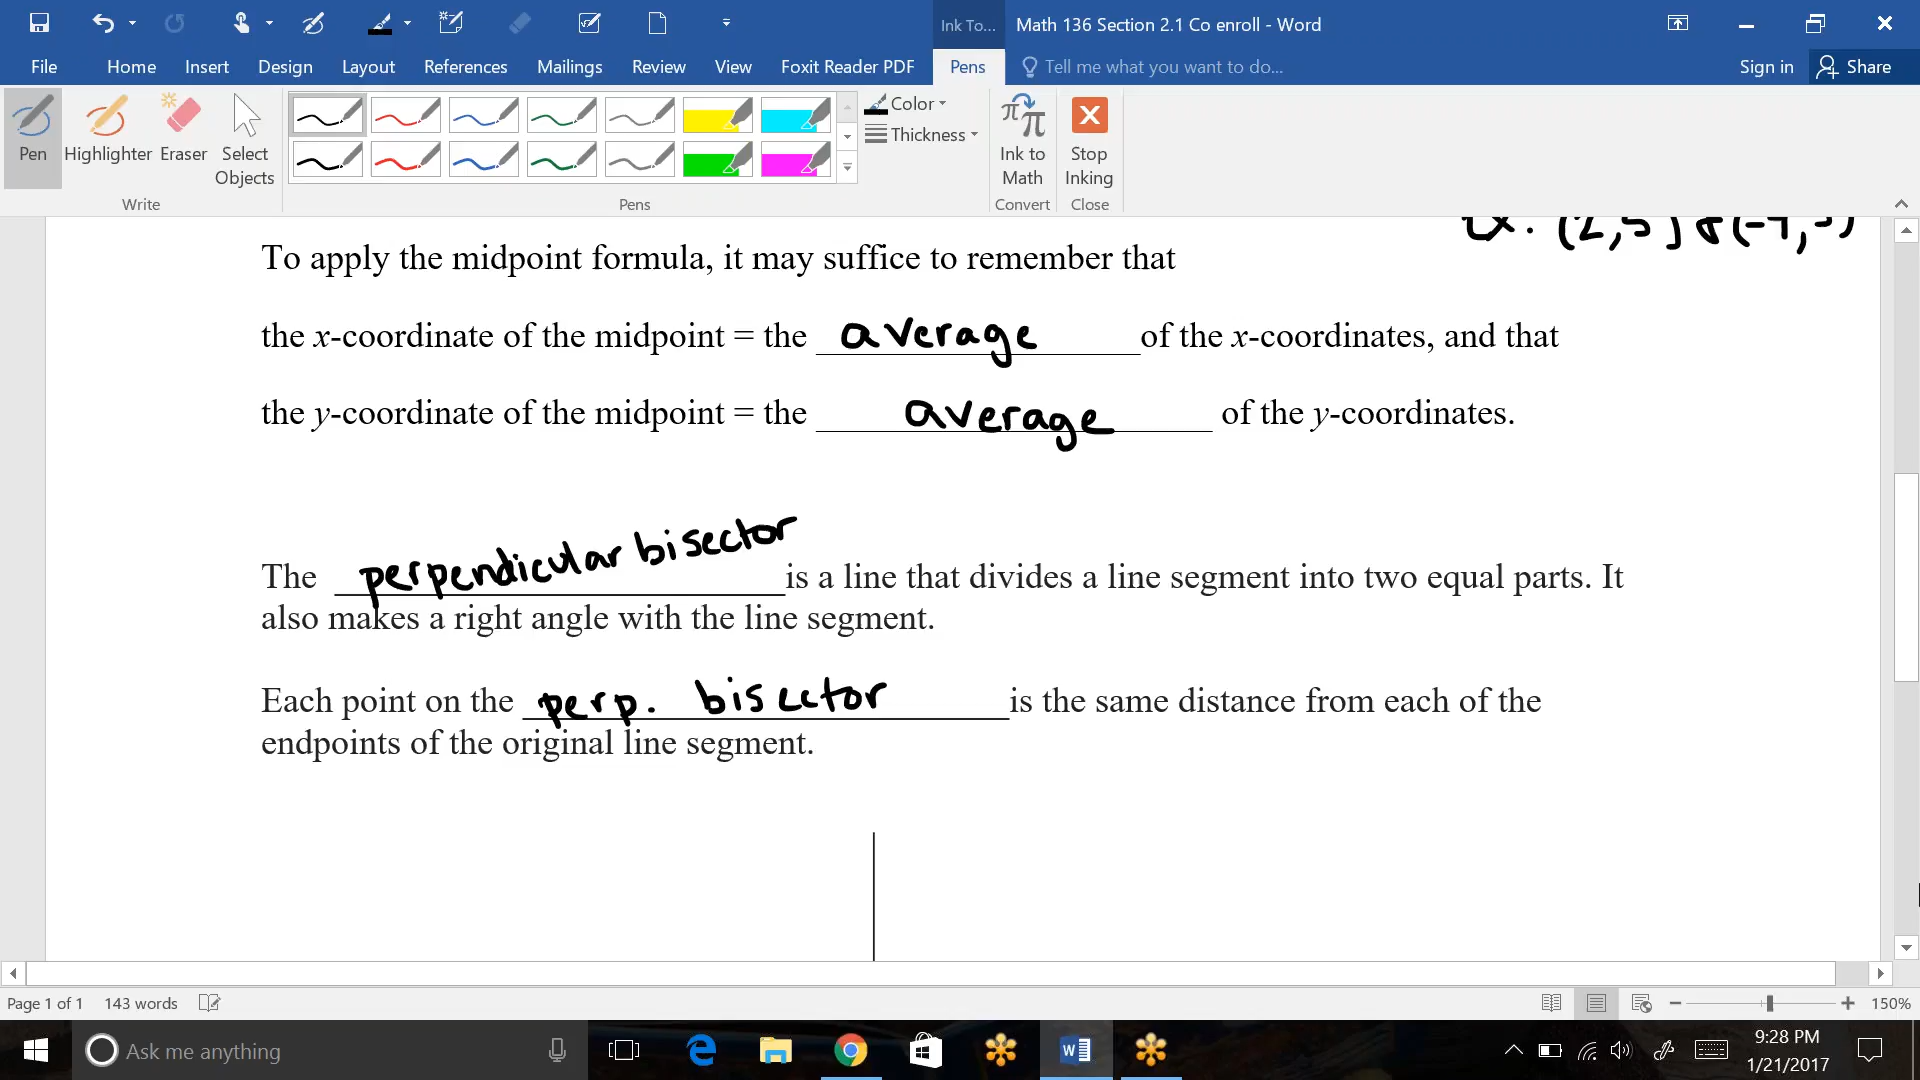 Ink To... Math 136 Section 2.1 Co enroll - Word
File Home Insert Design Layout References Mailings Review View Foxit Reader PDF Pens Tell me what you want to do... Sign in Share
Pen Highlighter Eraser Select Objects
Color
Thickness
Ink to Math Stop Inking
Write Pens Convert Close
To apply the midpoint formula, it may suffice to remember that
the x-coordinate of the midpoint = the average of the x-coordinates, and that
the y-coordinate of the midpoint = the average of the y-coordinates.
The perpendicular bisector is a line that divides a line segment into two equal parts. It
also makes a right angle with the line segment.
Each point on the perp. bisector is the same distance from each of the
endpoints of the original line segment.
Page 1 of 1 143 words 150%
Ask me anything
9:28 PM
1/21/2017